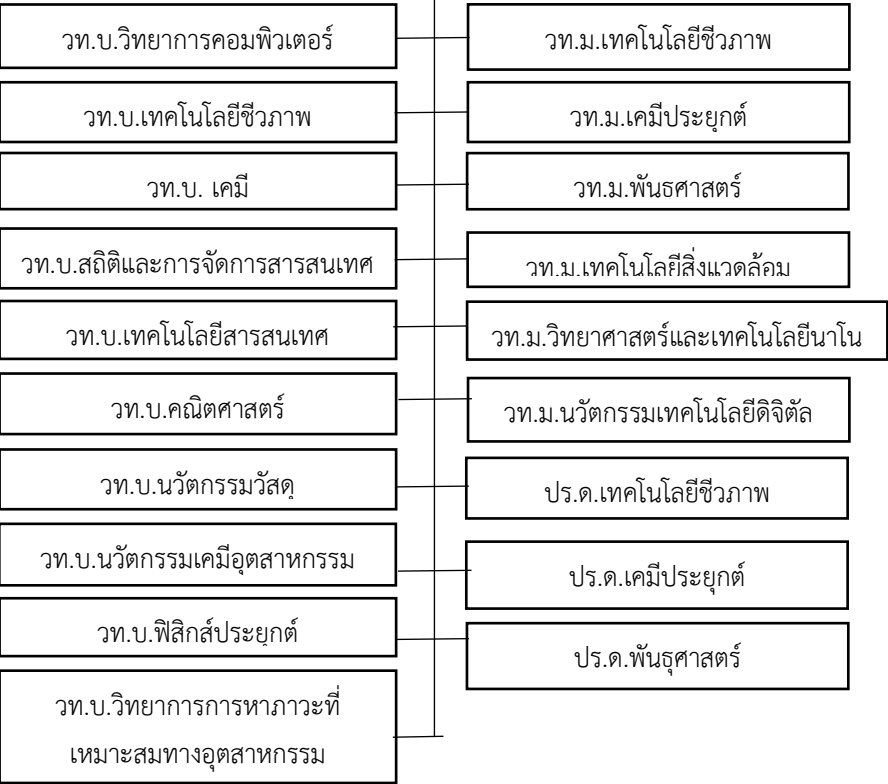 วท.บ.วิทยาการคอมพิวเตอร์
วท.ม.เทคโนโลยีชีวภาพ
วท.บ.เทคโนโลยีชีวภาพ
วท.ม.เคมีประยุกต์
วท.บ. เคมี
วท.ม.พันธศาสตร์
วท.บ.สถิติและการจัดการสารสนเทศ
วท.ม.เทคโนโลยีสิ่งแวดล้อม
วท.บ.เทคโนโลยีสารสนเทศ
วท.ม.วิทยาศาสตร์และเทคโนโลยีนาโน
วท.บ.คณิตศาสตร์
วท.ม.นวัตกรรมเทคโนโลยีดิจิตัล
วท.บ.นวัตกรรมวัสดุ
ปร.ด.เทคโนโลยีชีวภาพ
วท.บ.นวัตกรรมเคมีอุตสาหกรรม
ปร.ด.เคมีประยุกต์
วท.บ.ฟิสิกส์ประยุกต์
ปร.ด.พันธุศาสตร์
วท.บ.วิทยาการการหาภาวะที่
เหมาะสมทางอุตสาหกรรม